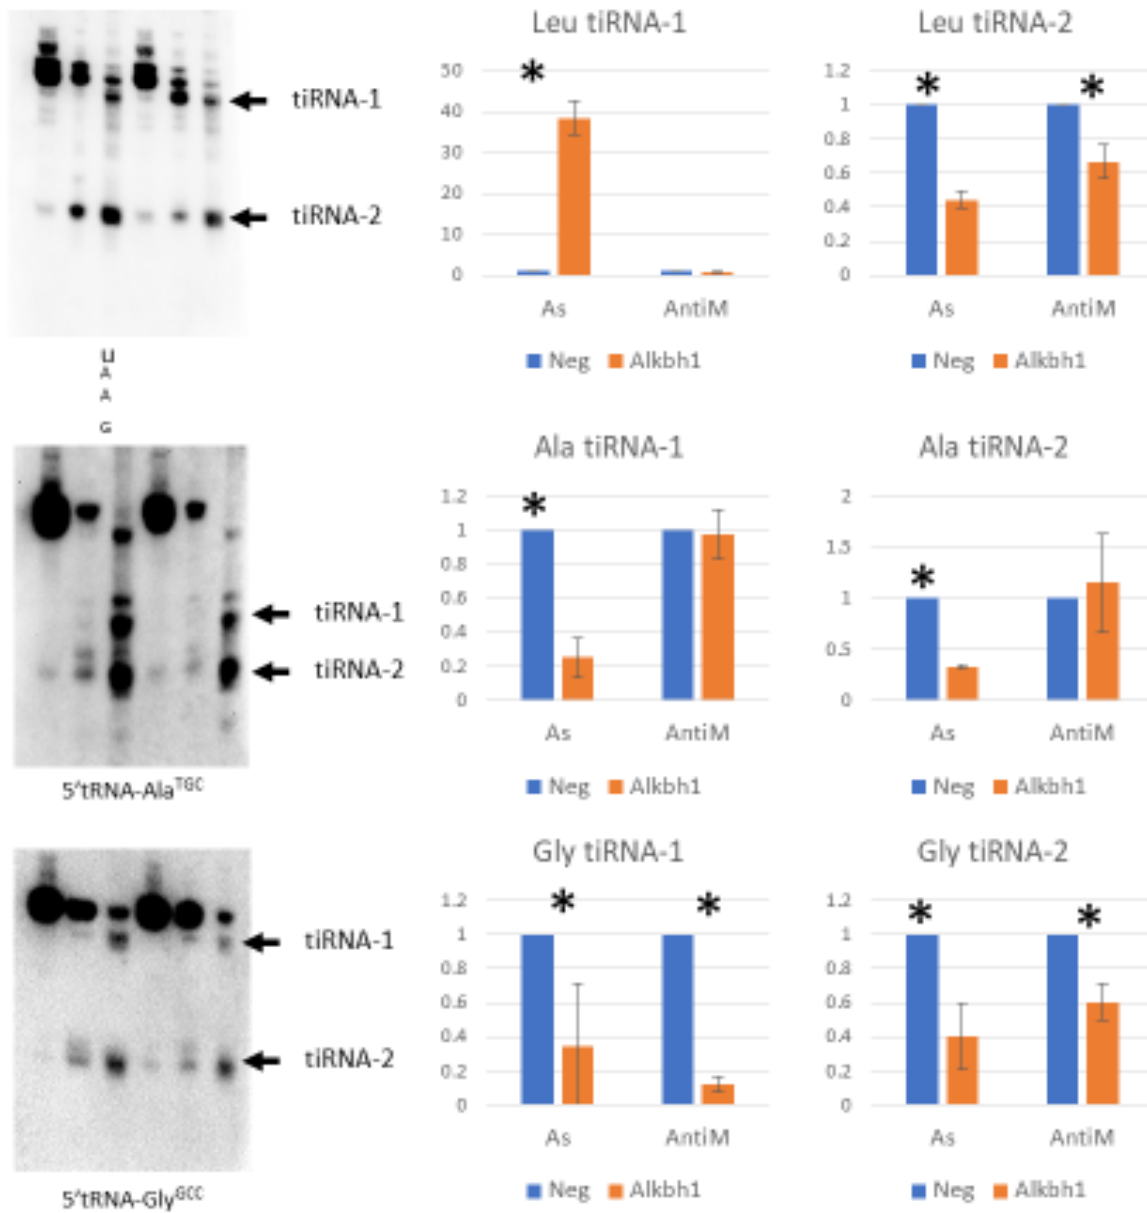 Leu tiRNA-1
Leu tiRNA-2
tiRNA-1
tiRNA-2
50
40
30
20
10
0
As AntiM
Neg Alkbh1
1.2
1
0.8
0.6
0.4
0.2
0
As AntiM
Neg Alkbh1
U
A
A
G
Ala tiRNA-1
Ala tiRNA-2
tiRNA-1
tiRNA-2
5'tRNA-Ala^TGC
1.2
1
0.8
0.6
0.4
0.2
0
As AntiM
Neg Alkbh1
2
1.5
1
0.5
0
As AntiM
Neg Alkbh1
Gly tiRNA-1
Gly tiRNA-2
tiRNA-1
tiRNA-2
5'tRNA-Gly^GCC
1.2
1
0.8
0.6
0.4
0.2
0
As AntiM
Neg Alkbh1
1.2
1
0.8
0.6
0.4
0.2
0
As AntiM
Neg Alkbh1